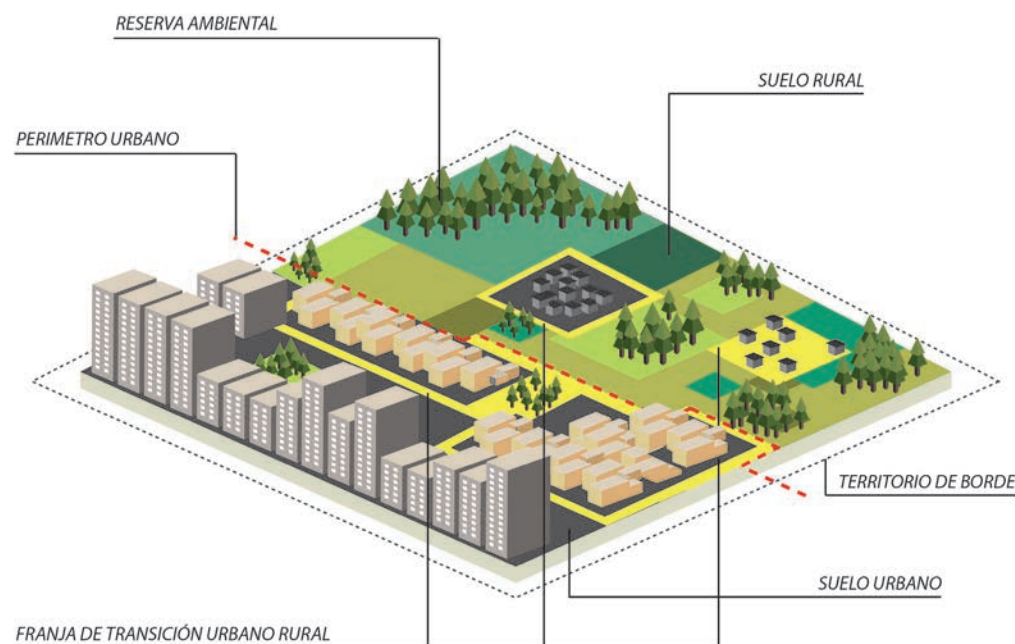 RESERVA AMBIENTAL
SUELO RURAL
PERIMETRO URBANO
TERRITORIO DE BORDE
SUELO URBANO
FRANJA DE TRANSICIÓN URBANO RURAL